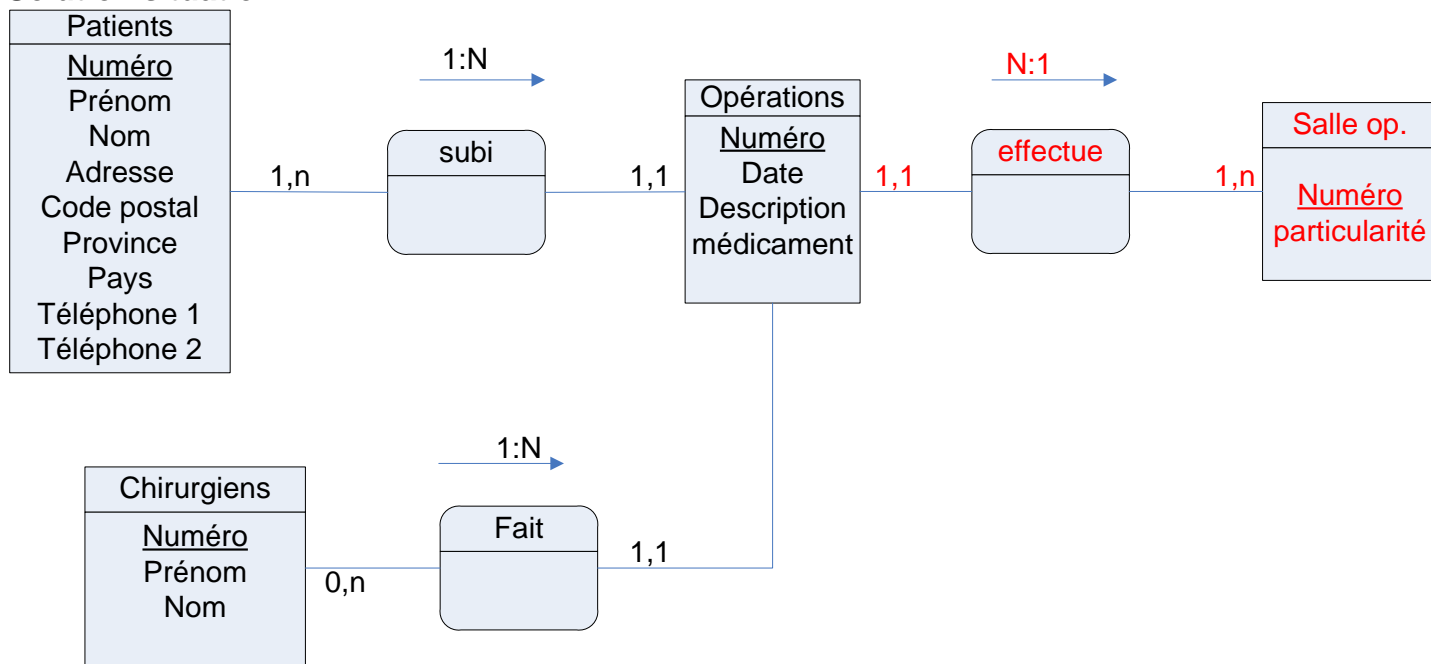 Patients
Numéro
Prénom
Nom
Adresse
Code postal
Province
Pays
Téléphone 1
Téléphone 2
1:N
1,n
subi
1,1
Opérations
Numéro
Date
Description
médicament
N:1
1,1
effectue
1,n
Salle op.
Numéro
particularité
Chirurgiens
Numéro
Prénom
Nom
1:N
0,n
Fait
1,1